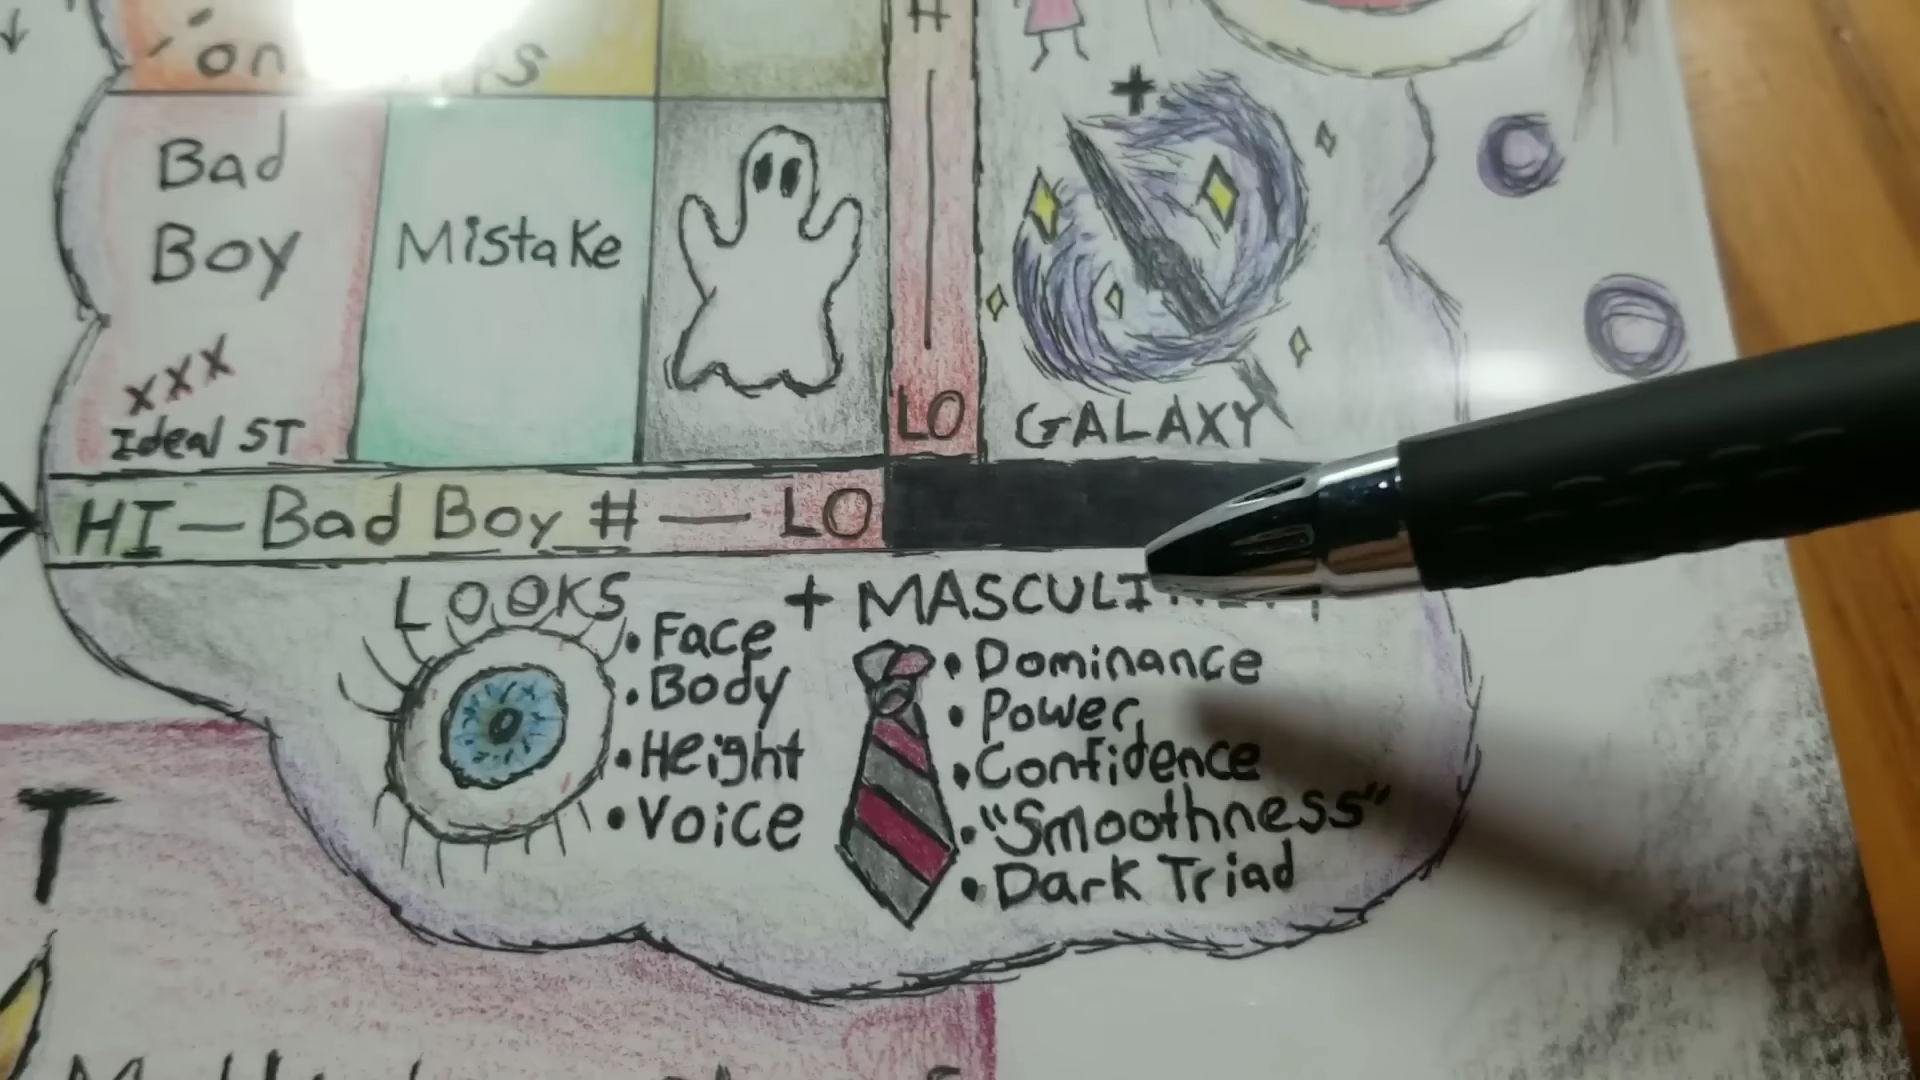 on
Bad
Boy
xxx
Ideal ST
Mistake
#
LO
+
GALAXY
HI - Bad Boy # - LO
LOOKS
• Face
• Body
• Height
• Voice
+
• Dominance
• Power,
• Confidence
• "Smoothness"
• Dark Triad
T